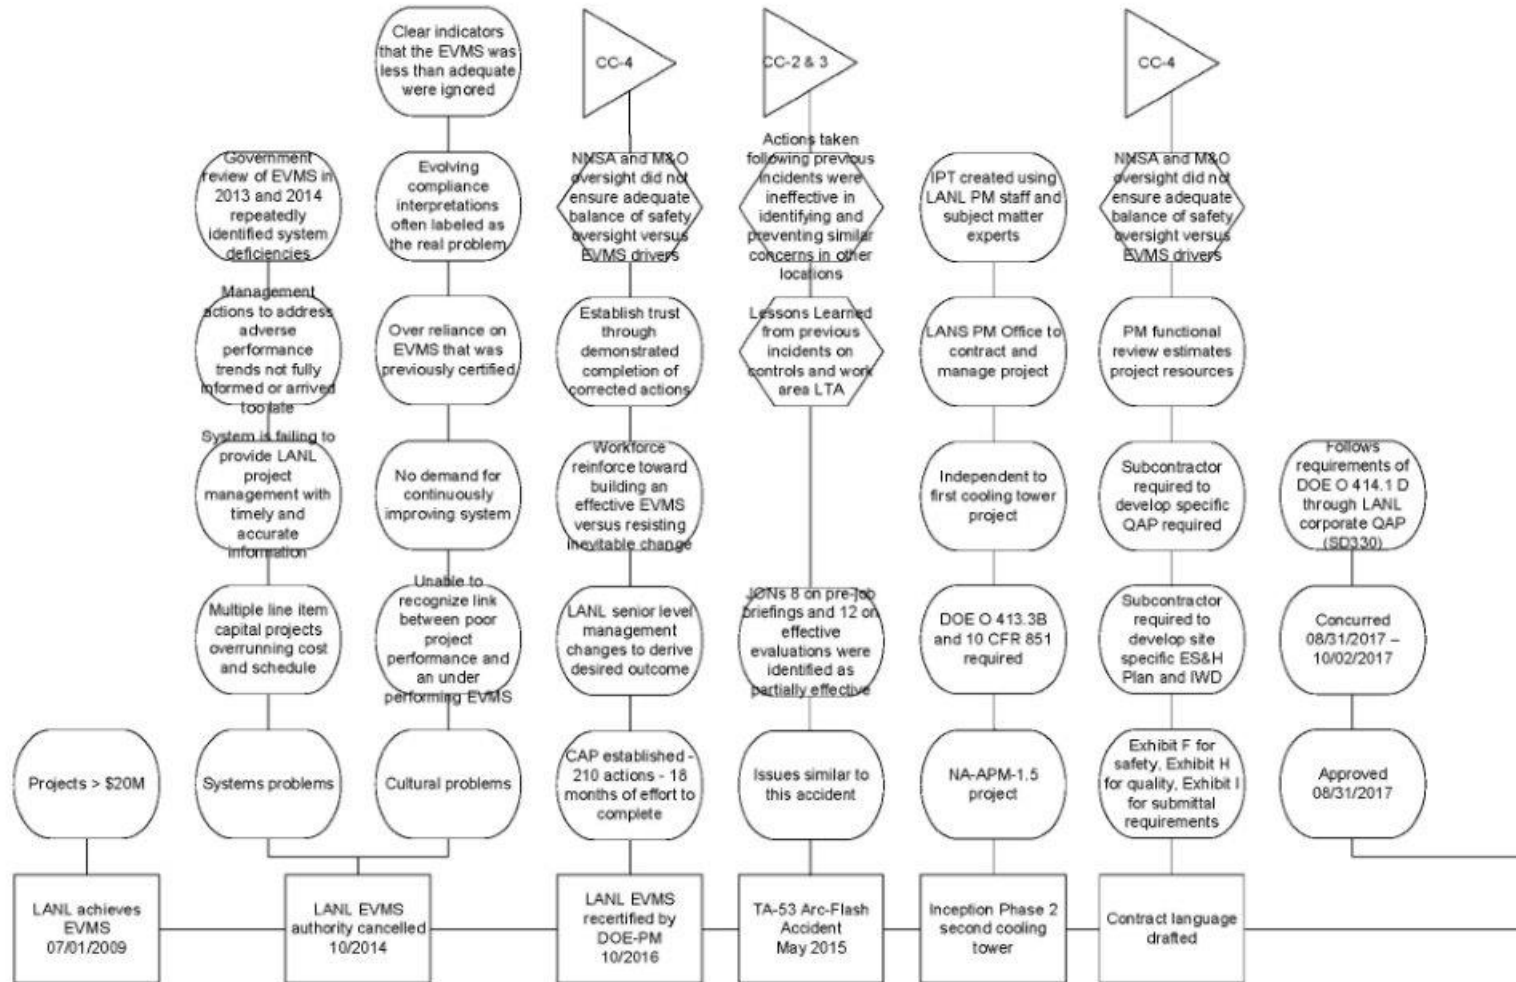 Clear indicators
that the EVMS was
less than adequate
were ignored
CC-4
CC-2 & 3
CC-4
Government
review of EVMS in
2013 and 2014
repeatedly
identified system
deficiencies
Evolving
compliance
interpretations
often labeled as
the real problem
NNSA and M&O
oversight did not
ensure adequate
balance of safety
oversight versus
EVMS drivers
Actions taken
following previous
incidents were
ineffective in
identifying and
preventing similar
concerns in other
locations
IPT created using
LANL PM staff and
subject matter
experts
NNSA and M&O
oversight did not
ensure adequate
balance of safety
oversight versus
EVMS drivers
Management
actions to address
adverse
performance
trends not fully
informed or arrived
too late
Over reliance on
EVMS that was
previously certified
Establish trust
through
demonstrated
completion of
corrected actions
Lessons Learned
from previous
incidents on
controls and work
area LTA
LANS PM Office to
contract and
manage project
PM functional
review estimates
project resources
System is failing to
provide LANL
project
management with
timely and
accurate
information
No demand for
continuously
improving system
Workforce
reinforce toward
building an
effective EVMS
versus resisting
inevitable change
Independent to
first cooling tower
project
Subcontractor
required to
develop specific
QAP required
Follows
requirements of
DOE O 414.1 D
through LANL
corporate QAP
(SD330)
Multiple line item
capital projects
overrunning cost
and schedule
Unable to
recognize link
between poor
project
performance and
an under
performing EVMS
LANL senior level
management
changes to derive
desired outcome
JONs 8 on pre-job
briefings and 12 on
effective
evaluations were
identified as
partially effective
DOE O 413.3B
and 10 CFR 851
required
Subcontractor
required to
develop site
specific ES&H
Plan and IWD
Concurred
08/31/2017 –
10/02/2017
Projects > $20M
Systems problems
Cultural problems
CAP established -
210 actions - 18
months of effort to
complete
Issues similar to
this accident
NA-APM-1.5
project
Exhibit F for
safety, Exhibit H
for quality, Exhibit I
for submittal
requirements
Approved
08/31/2017
LANL achieves
EVMS
07/01/2009
LANL EVMS
authority cancelled
10/2014
LANL EVMS
recertified by
DOE-PM
10/2016
TA-53 Arc-Flash
Accident
May 2015
Inception Phase 2
second cooling
tower
Contract language
drafted